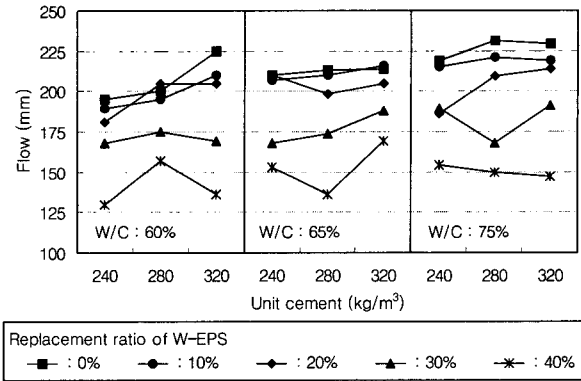 250
225
200
175
150
125
100
Flow (mm)
W/C : 60%
W/C : 65%
W/C : 75%
240 280 320 240 280 320 240 280 320
Unit cement (kg/m³)
Replacement ratio of W-EPS
: 0% : 10% : 20% : 30% : 40%